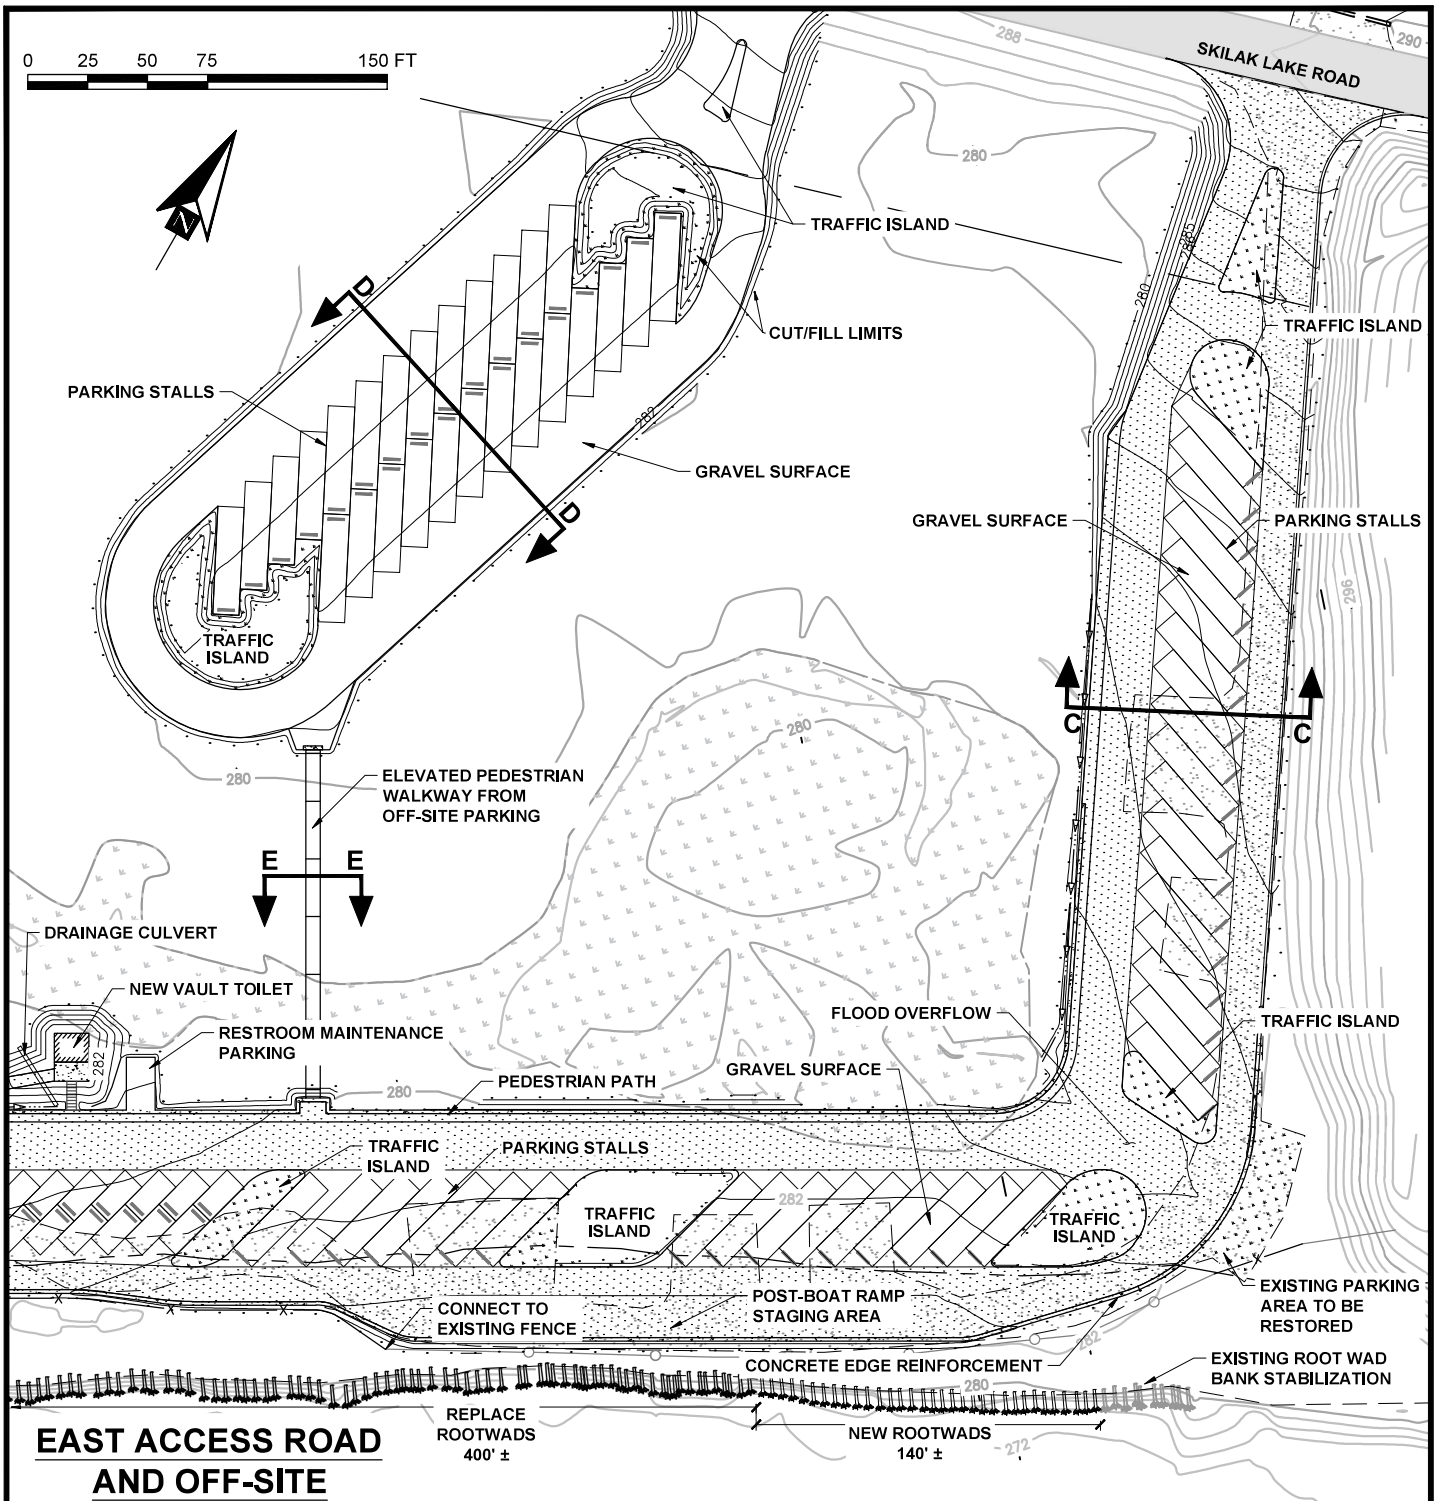 0 25 50 75 150 FT
288
290
SKILAK LAKE ROAD
280
N
TRAFFIC ISLAND
285
280
D
TRAFFIC ISLAND
CUT/FILL LIMITS
PARKING STALLS
282
GRAVEL SURFACE
D
GRAVEL SURFACE
PARKING STALLS
296
TRAFFIC
ISLAND
C
C
280
280
ELEVATED PEDESTRIAN
WALKWAY FROM
OFF-SITE PARKING
E E
DRAINAGE CULVERT
NEW VAULT TOILET
FLOOD OVERFLOW
TRAFFIC ISLAND
RESTROOM MAINTENANCE
PARKING
282
GRAVEL SURFACE
PEDESTRIAN PATH
280
TRAFFIC
ISLAND
PARKING STALLS
282
TRAFFIC
ISLAND
TRAFFIC
ISLAND
POST-BOAT RAMP
STAGING AREA
EXISTING PARKING
AREA TO BE
RESTORED
CONNECT TO
EXISTING FENCE
282
CONCRETE EDGE REINFORCEMENT
EXISTING ROOT WAD
BANK STABILIZATION
280
REPLACE
ROOTWADS
400' ±
NEW ROOTWADS
140' ±
272
EAST ACCESS ROAD
AND OFF-SITE